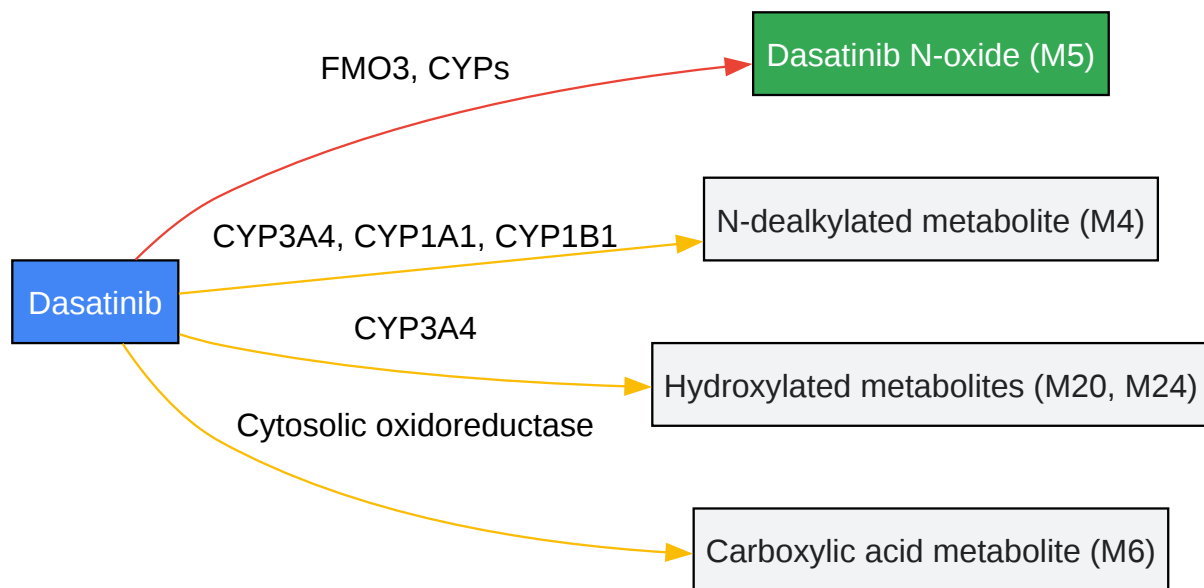 FMO3, CYPs
Dasatinib N-oxide (M5)
CYP3A4, CYP1A1, CYP1B1
N-dealkylated metabolite (M4)
Dasatinib
CYP3A4
Hydroxylated metabolites (M20, M24)
Cytosolic oxidoreductase
Carboxylic acid metabolite (M6)